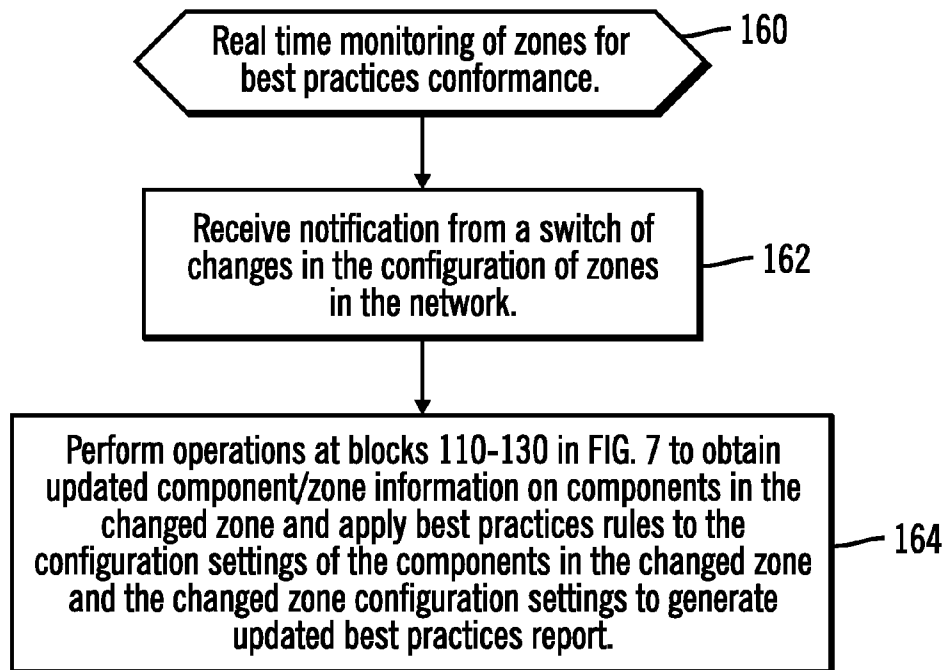 Real time monitoring of zones for
best practices conformance.
160
Receive notification from a switch of
changes in the configuration of zones
in the network.
162
Perform operations at blocks 110-130 in FIG. 7 to obtain
updated component/zone information on components in the
changed zone and apply best practices rules to the
configuration settings of the components in the changed zone
and the changed zone configuration settings to generate
updated best practices report.
164